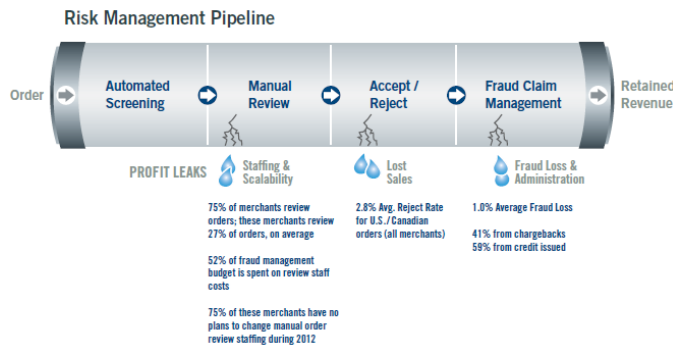 Risk Management Pipeline
Order
Automated
Screening
Manual
Review
Accept /
Reject
Fraud Claim
Management
Retained
Revenue
PROFIT LEAKS
Staffing &
Scalability
Lost
Sales
Fraud Loss &
Administration
75% of merchants review
orders; these merchants review
27% of orders, on average
52% of fraud management
budget is spent on review staff
costs
75% of these merchants have no
plans to change manual order
review staffing during 2012
2.8% Avg. Reject Rate
for U.S./Canadian
orders (all merchants)
1.0% Average Fraud Loss
41% from chargebacks
59% from credit issued